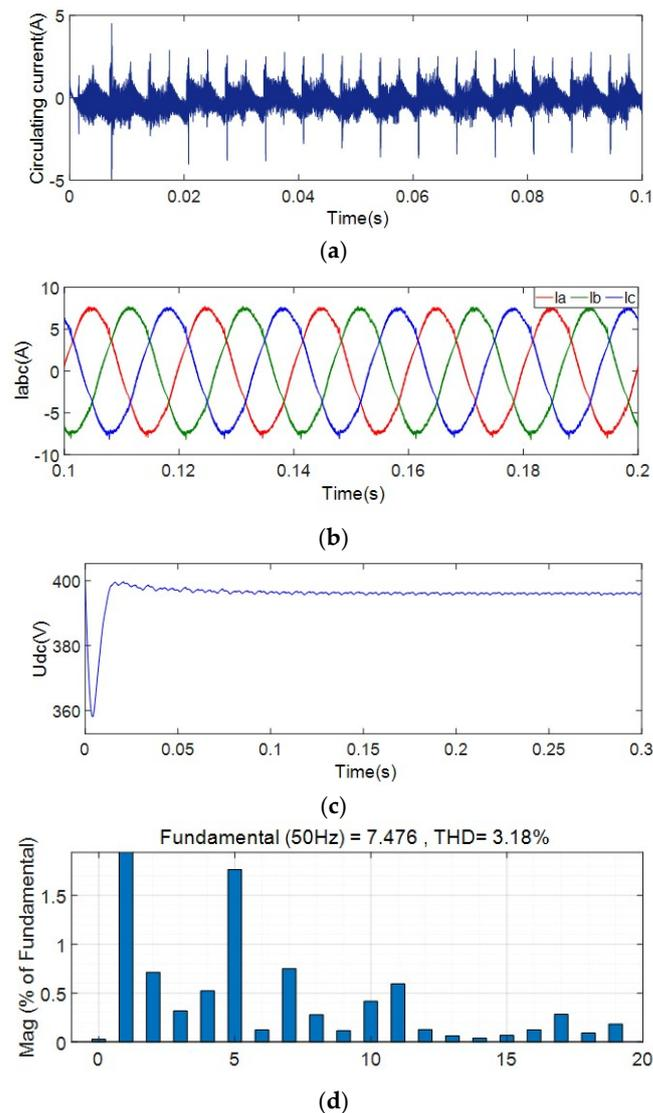 5
0
-5
Circulating current(A)
0 0.02 0.04 0.06 0.08 0.1
Time(s)
(a)
10
5
0
-5
-10
Iabc(A)
Ia Ib Ic
0.1 0.12 0.14 0.16 0.18 0.2
Time(s)
(b)
400
380
360
Udc(V)
0 0.05 0.1 0.15 0.2 0.25 0.3
Time(s)
(c)
Fundamental (50Hz) = 7.476 , THD= 3.18%
1.5
1
0.5
0
Mag (% of Fundamental)
0 5 10 15 20
(d)